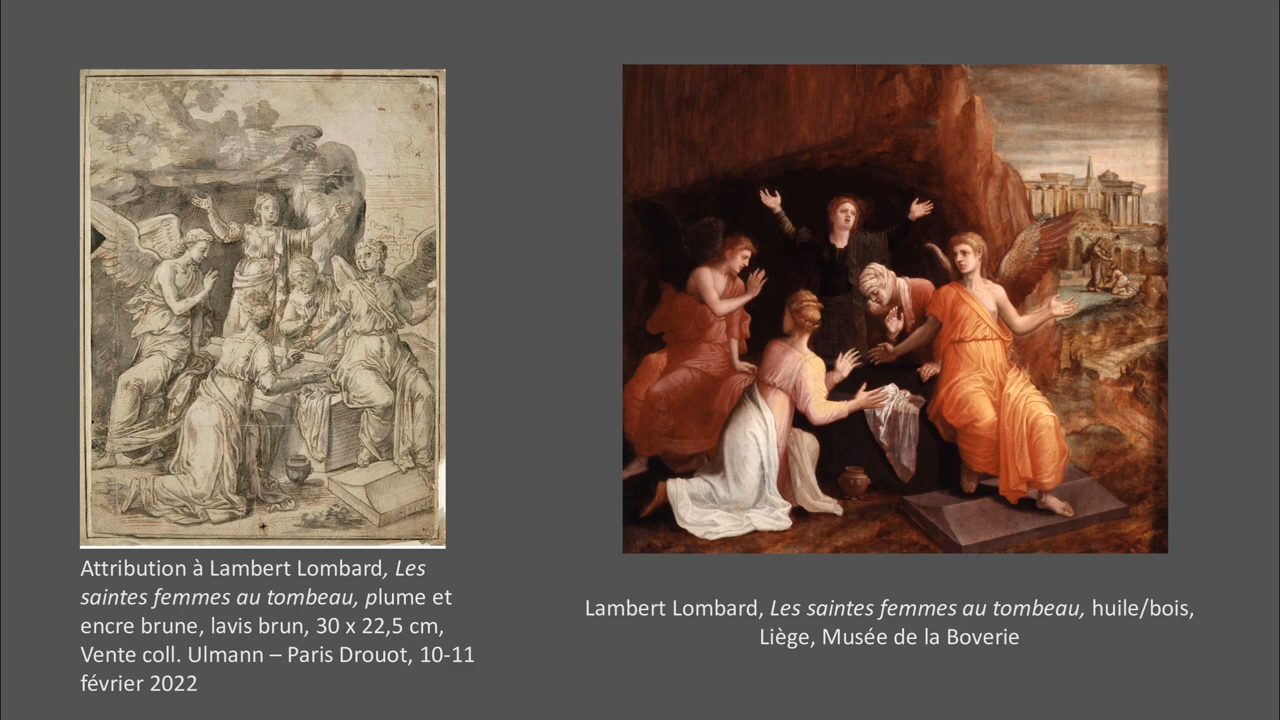 Attribution à Lambert Lombard, Les
saintes femmes au tombeau, plume et
encre brune, lavis brun, 30 x 22,5 cm,
Vente coll. Ulmann – Paris Drouot, 10-11
février 2022
Lambert Lombard, Les saintes femmes au tombeau, huile/bois,
Liège, Musée de la Boverie